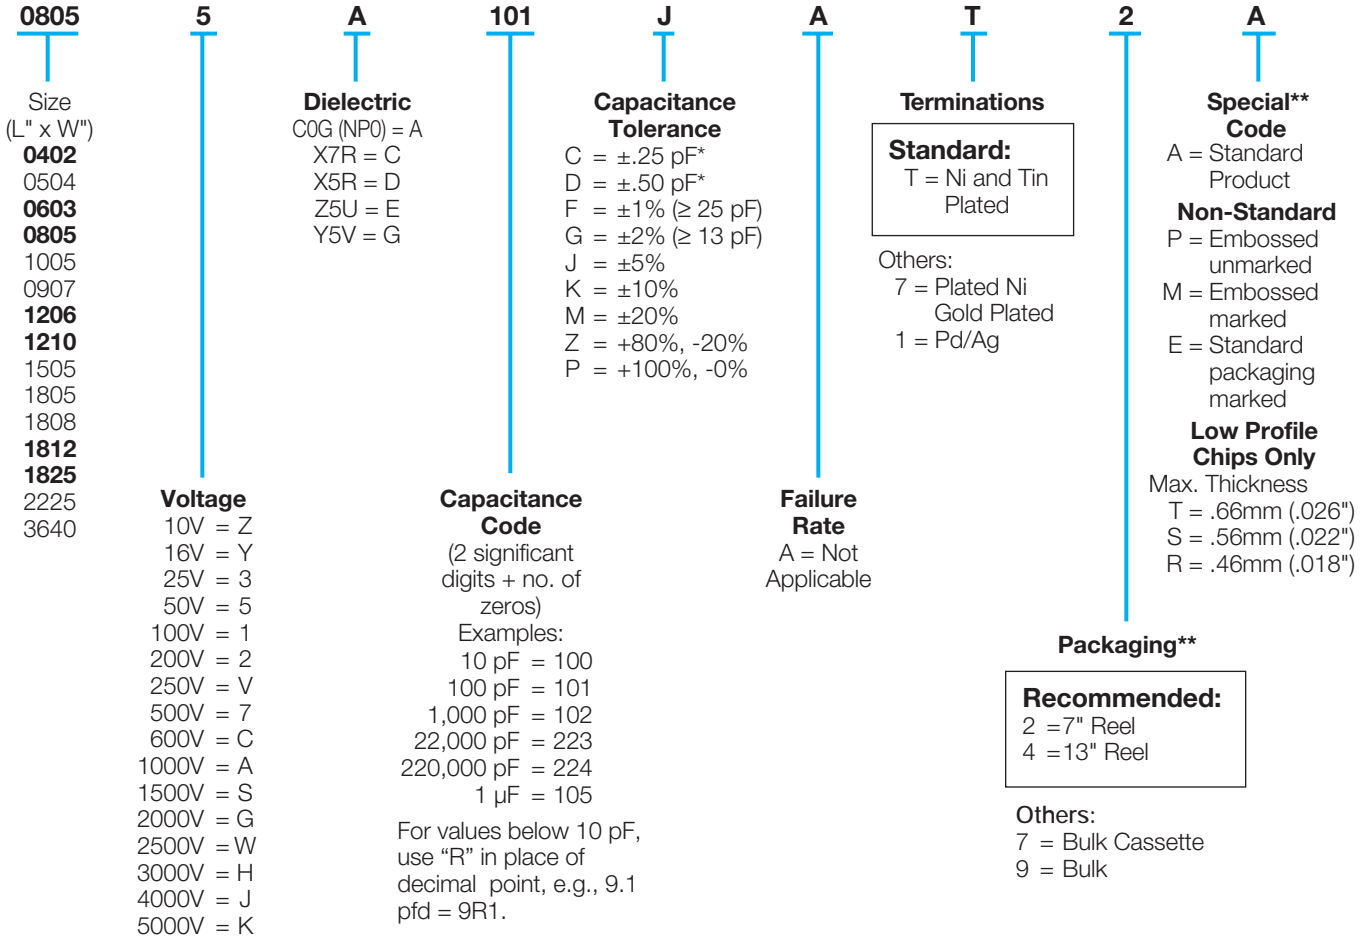 0805 5 A 101 J A T 2 A
Size
(L" x W")
0402
0504
0603
0805
1005
0907
1206
1210
1505
1805
1808
1812
1825
2225
3640
Voltage
10V = Z
16V = Y
25V = 3
50V = 5
100V = 1
200V = 2
250V = V
500V = 7
600V = C
1000V = A
1500V = S
2000V = G
2500V = W
3000V = H
4000V = J
5000V = K
Dielectric
C0G (NP0) = A
X7R = C
X5R = D
Z5U = E
Y5V = G
Capacitance
Code
(2 significant
digits + no. of
zeros)
Examples:
10 pF = 100
100 pF = 101
1,000 pF = 102
22,000 pF = 223
220,000 pF = 224
1 µF = 105
For values below 10 pF,
use “R” in place of
decimal point, e.g., 9.1
pfd = 9R1.
Capacitance
Tolerance
C = ±.25 pF*
D = ±.50 pF*
F = ±1% (≥ 25 pF)
G = ±2% (≥ 13 pF)
J = ±5%
K = ±10%
M = ±20%
Z = +80%, -20%
P = +100%, -0%
Failure
Rate
A = Not
Applicable
Terminations
Standard:
T = Ni and Tin
Plated
Others:
7 = Plated Ni
Gold Plated
1 = Pd/Ag
Packaging**
Recommended:
2 =7" Reel
4 =13" Reel
Others:
7 = Bulk Cassette
9 = Bulk
Special**
Code
A = Standard
Product
Non-Standard
P = Embossed
unmarked
M = Embossed
marked
E = Standard
packaging
marked
Low Profile
Chips Only
Max. Thickness
T = .66mm (.026")
S = .56mm (.022")
R = .46mm (.018")